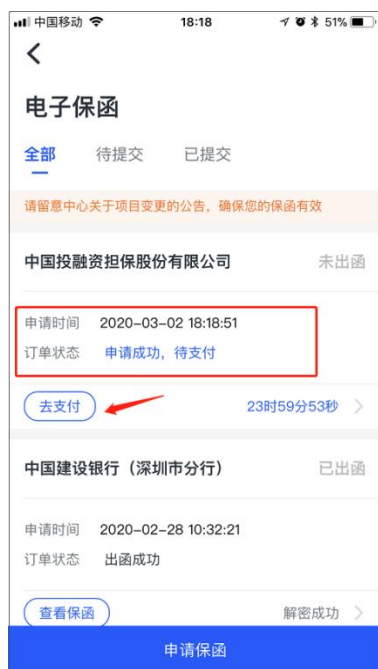 中国移动 18:18 51%
电子保函
全部 待提交 已提交
请留意中心关于项目变更的公告，确保您的保函有效
中国投融资担保股份有限公司 未出函
申请时间 2020-03-02 18:18:51
订单状态 申请成功，待支付
去支付 23时59分53秒
中国建设银行（深圳市分行） 已出函
申请时间 2020-02-28 10:32:21
订单状态 出函成功
查看保函 解密成功
申请保函